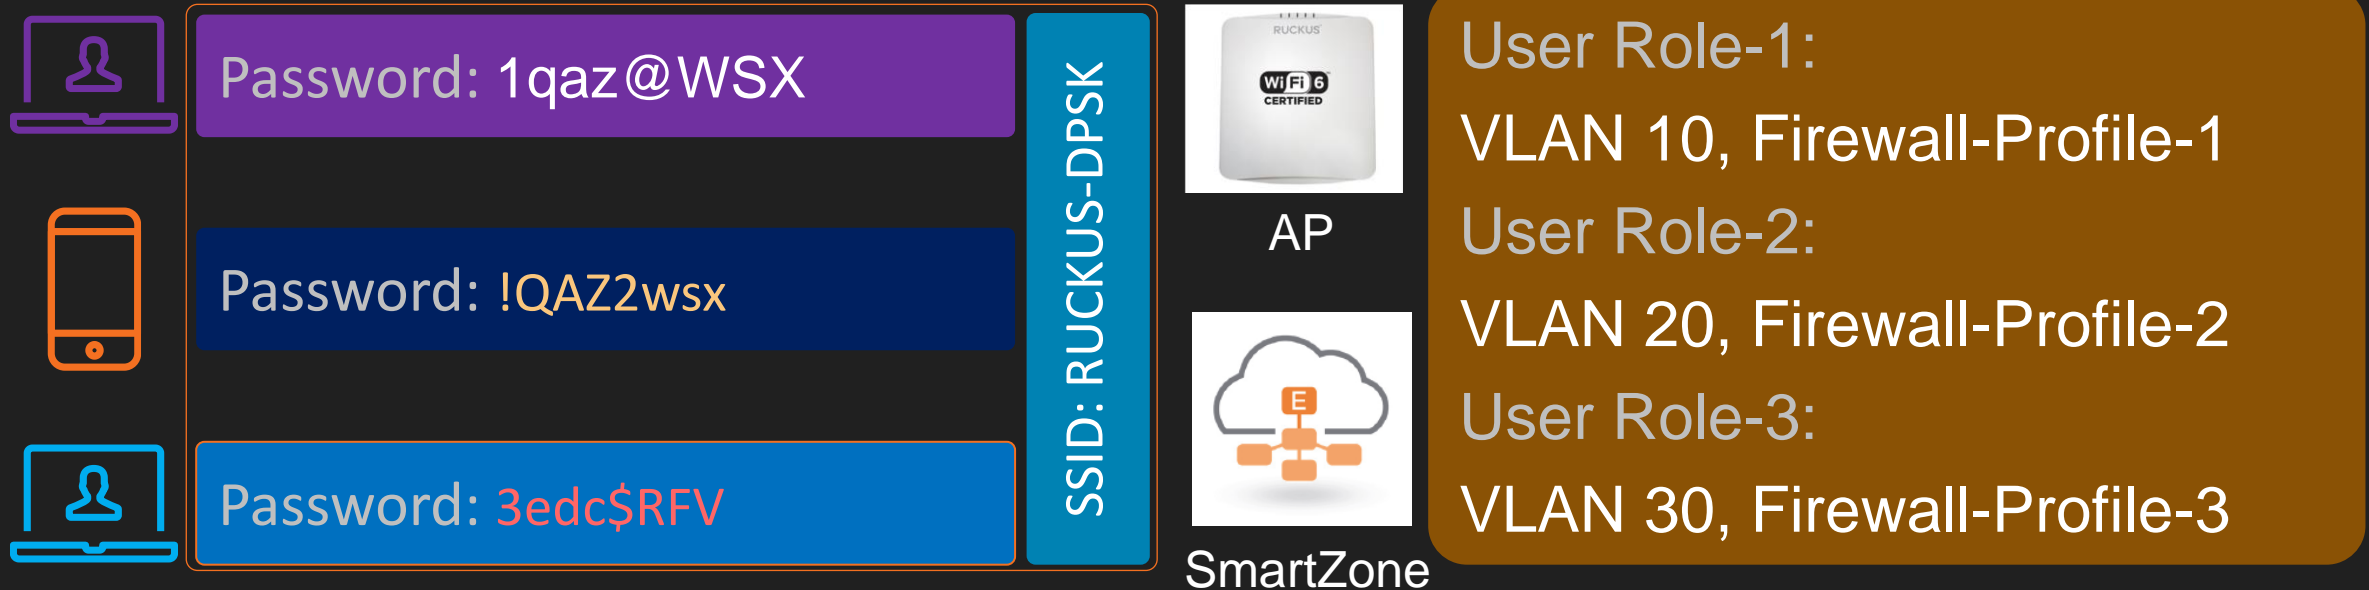 Password: 1qaz@WSX
Password: !QAZ2wsx
Password: 3edc$RFV
SSID: RUCKUS-DPSK
RUCKUS
Wi Fi 6
CERTIFIED
AP
E
SmartZone
User Role-1:
VLAN 10, Firewall-Profile-1
User Role-2:
VLAN 20, Firewall-Profile-2
User Role-3:
VLAN 30, Firewall-Profile-3